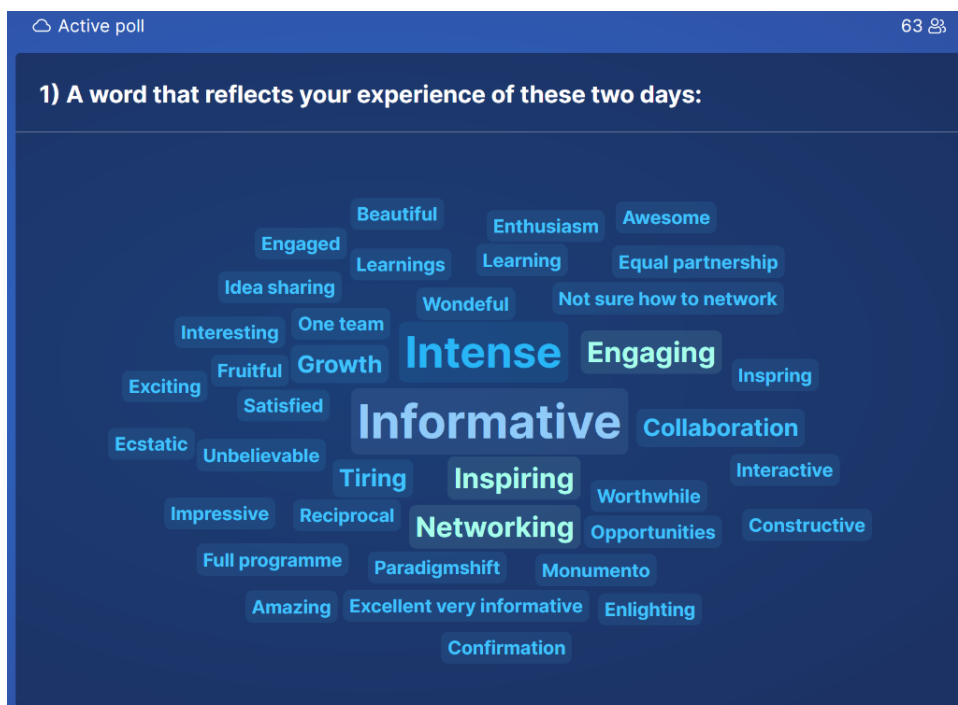 Active poll
63
1) A word that reflects your experience of these two days:
Beautiful
Enthusiasm
Awesome
Engaged
Learnings
Learning
Equal partnership
Idea sharing
Wondeful
Not sure how to network
Interesting
One team
Intense
Engaging
Exciting
Fruitful
Growth
Inspring
Satisfied
Informative
Collaboration
Ecstatic
Unbelievable
Tiring
Inspiring
Interactive
Worthwhile
Impressive
Reciprocal
Networking
Opportunities
Constructive
Full programme
Paradigmshift
Monumento
Amazing
Excellent very informative
Enlighting
Confirmation